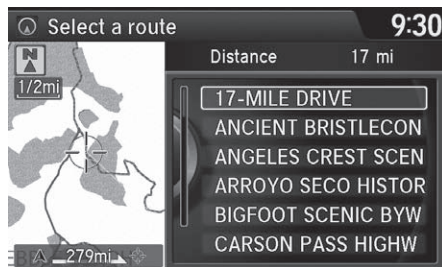 Select a route
9:30
N
Distance 17 mi
1/2mi
17-MILE DRIVE
ANCIENT BRISTLECON
ANGELES CREST SCEN
ARROYO SECO HISTOR
BIGFOOT SCENIC BYW
CARSON PASS HIGHW
279mi